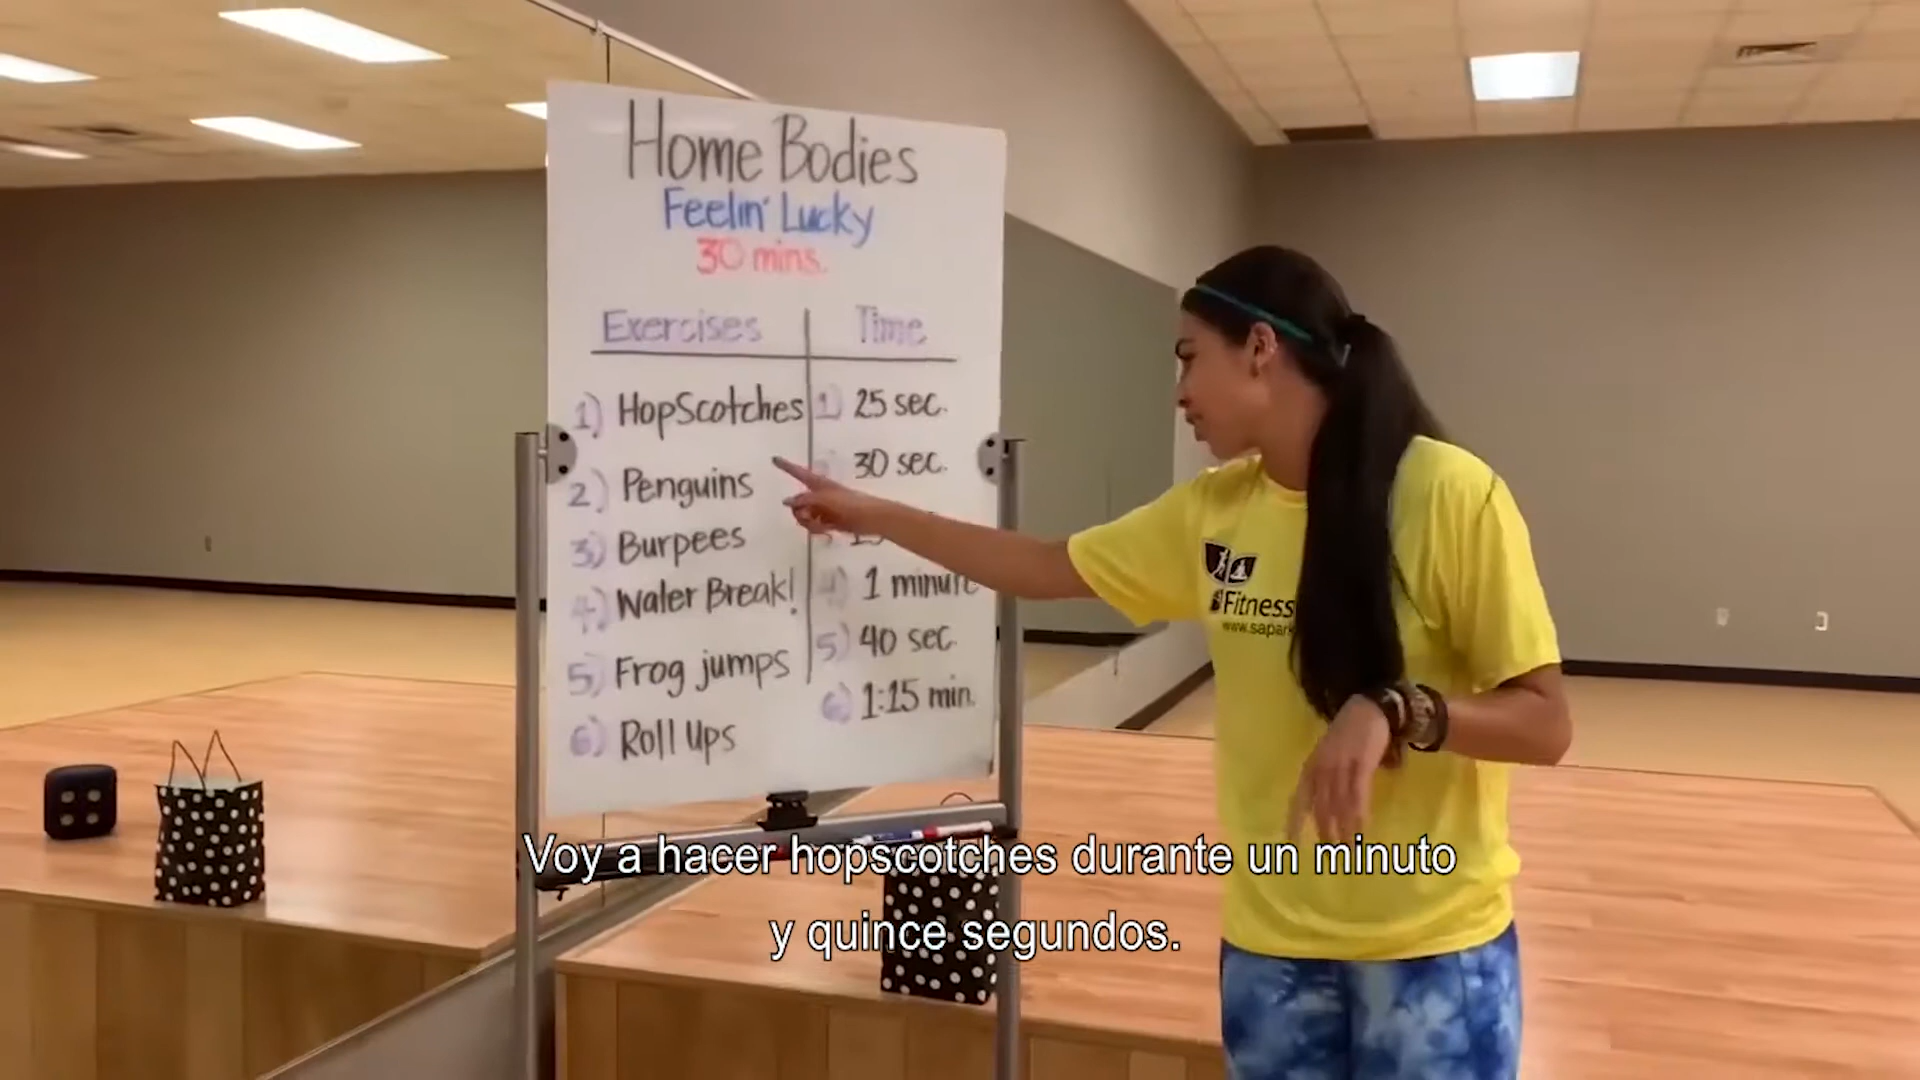 Home Bodies
Feelin' Lucky
30 mins.
Exercises Time
1) HopScotches 1) 25 sec.
2) Penguins 30 sec.
3) Burpees
4) Water Break! 4) 1 minute
5) Frog jumps 5) 40 sec.
6) Roll Ups 6) 1:15 min.
Fitness
www.sapark
Voy a hacer hopscotches durante un minuto
y quince segundos.